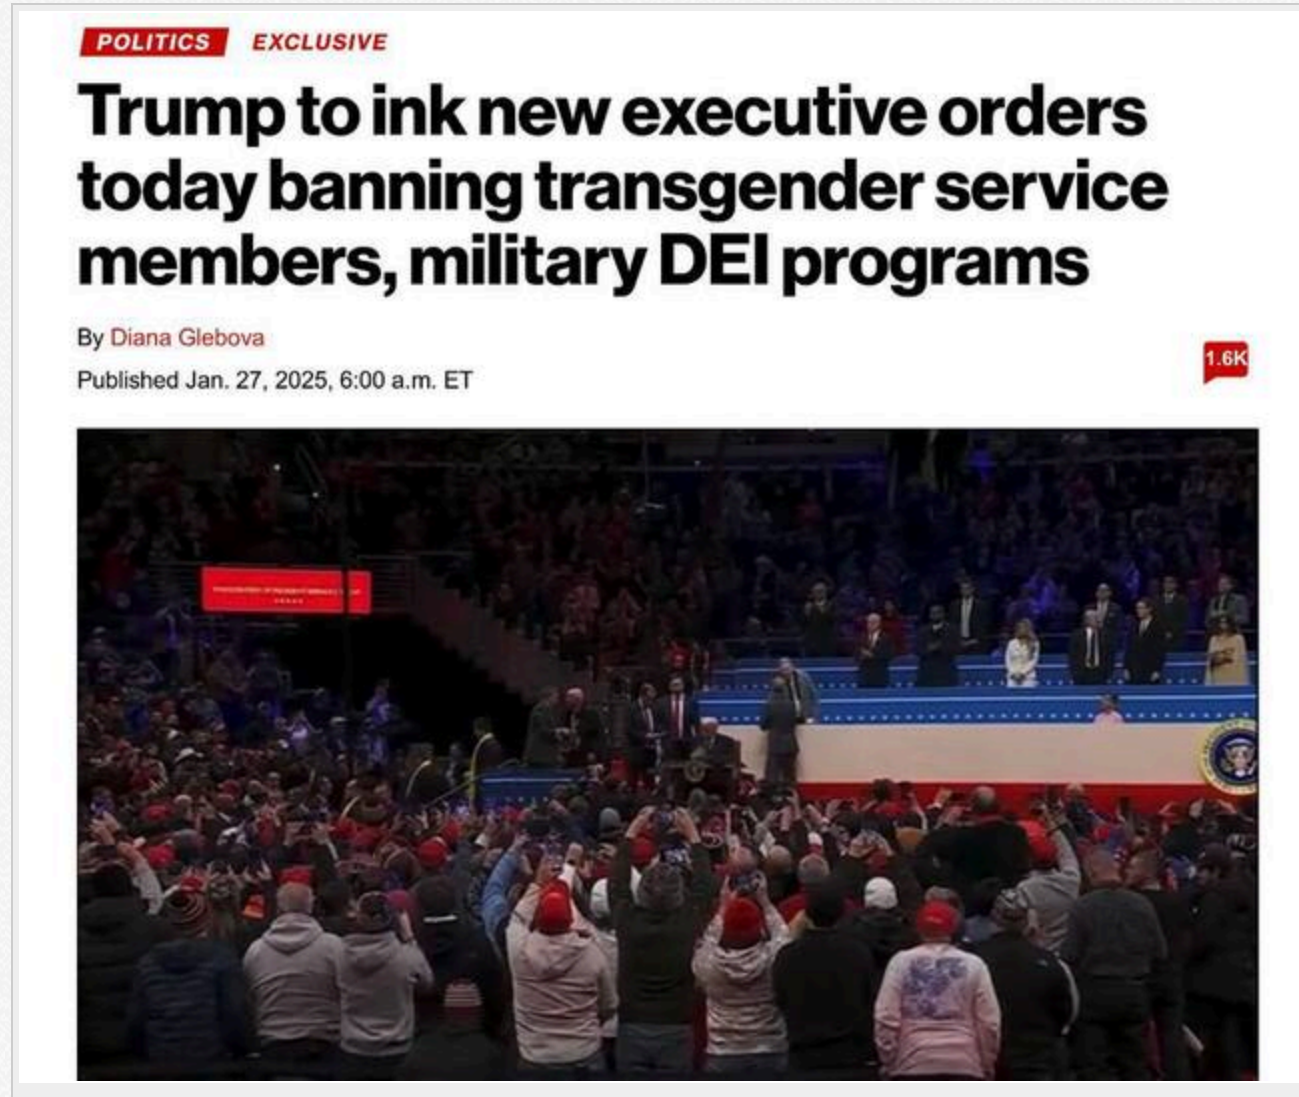 POLITICS EXCLUSIVE
Trump to ink new executive orders
today banning transgender service
members, military DEI programs
By Diana Glebova
Published Jan. 27, 2025, 6:00 a.m. ET
1.6K